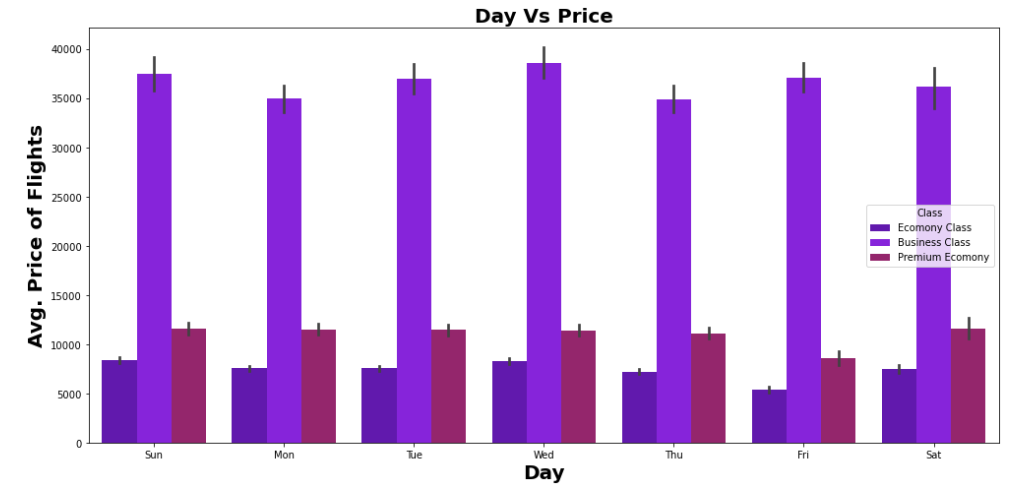 Day Vs Price
Avg. Price of Flights
40000
35000
30000
25000
20000
15000
10000
5000
0
Class
Ecomony Class
Business Class
Premium Ecomony
Sun Mon Tue Wed Thu Fri Sat
Day